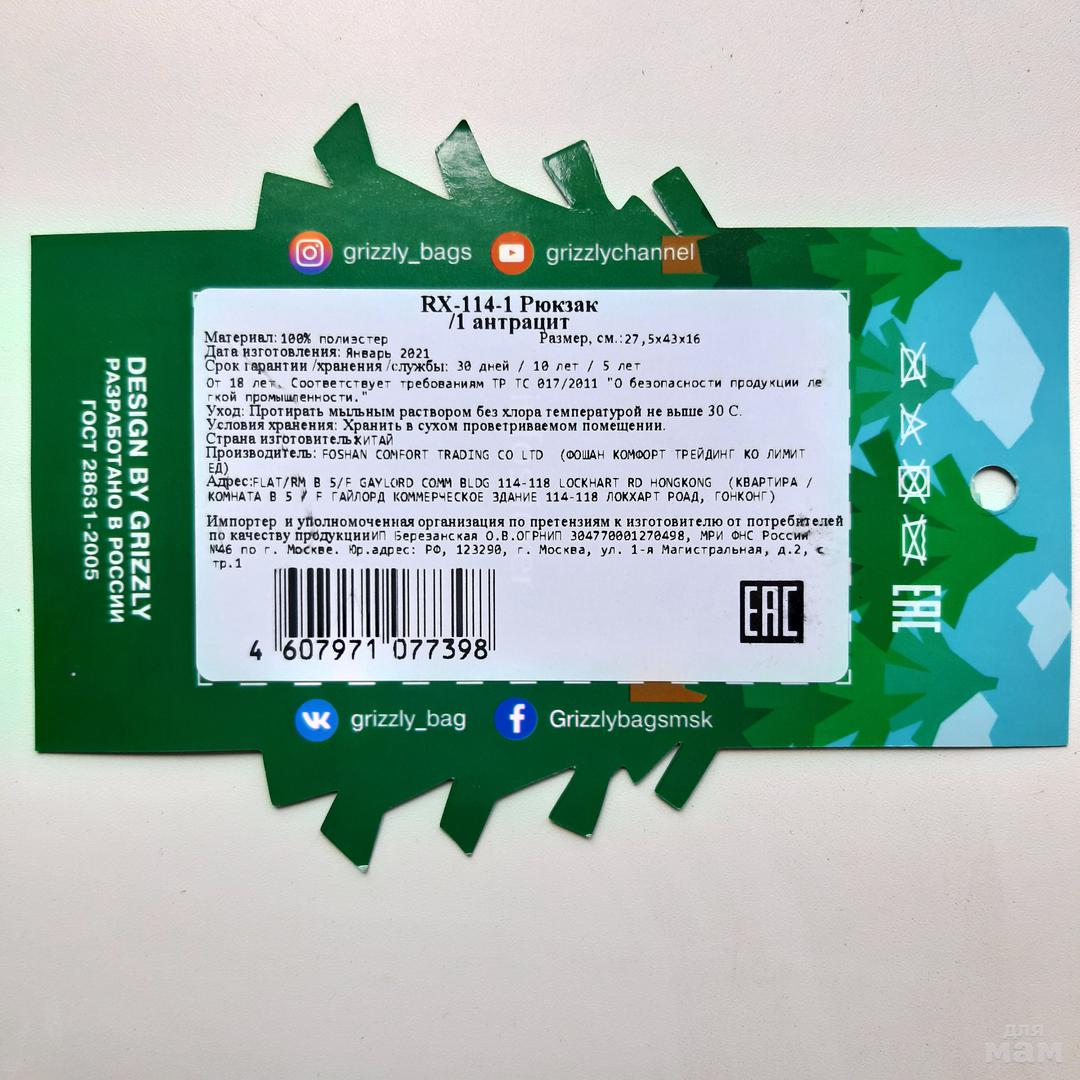 grizzly_bags grizzlychannel
RX-114-1 Рюкзак
/1 антрацит
Материал: 100% полиэстер Размер, см.:27,5х43х16
Дата изготовления: Январь 2021
Срок гарантии /хранения /службы: 30 дней / 10 лет / 5 лет
От 18 лет. Соответствует требованиям ТР ТС 017/2011 "О безопасности продукции ле
гкой промышленности."
Уход: Протирать мыльным раствором без хлора температурой не выше 30 С.
Условия хранения: Хранить в сухом проветриваемом помещении.
Страна изготовитель:КИТАЙ
Производитель: FOSHAN COMFORT TRADING CO LTD (ФОШАН КОМФОРТ ТРЕЙДИНГ КО ЛИМИТ
ЕД)
Адрес:FLAT/RM B 5/F GAYLORD COMM BLDG 114-118 LOCKHART RD HONGKONG (КВАРТИРА /
КОМНАТА В 5 / F ГАЙЛОРД КОММЕРЧЕСКОЕ ЗДАНИЕ 114-118 ЛОКХАРТ РОАД, ГОНКОНГ)
Импортер и уполномоченная организация по претензиям к изготовителю от потребителей
по качеству продукции:ИП Березанская О.В.ОГРНИП 304770001270498, МРИ ФНС России
№46 по г. Москве. Юр.адрес: РФ, 123290, г. Москва, ул. 1-я Магистральная, д.2, с
тр.1
4 607971 077398
EAC
grizzly_bag Grizzlybagsmsk
DESIGN BY GRIZZLY
РАЗРАБОТАНО В РОССИИ
ГОСТ 28631-2005
EAC
для
мам